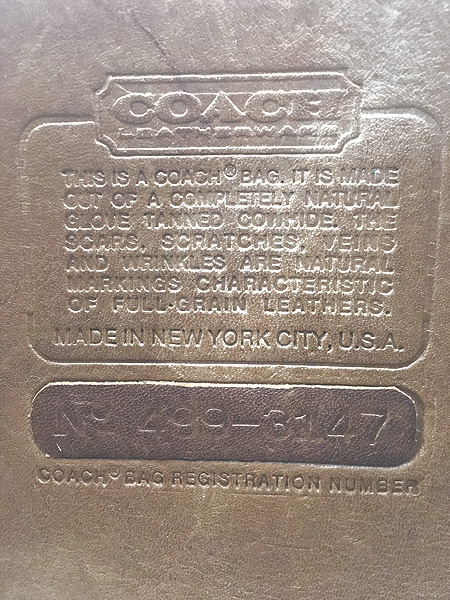 COACH
LEATHERWARE
THIS IS A COACH® BAG. IT IS MADE
OUT OF A COMPLETELY NATURAL
GLOVE TANNED COWHIDE. THE
SCARS, SCRATCHES, VEINS
AND WRINKLES ARE NATURAL
MARKINGS CHARACTERISTIC
OF FULL-GRAIN LEATHERS.
MADE IN NEW YORK CITY, U.S.A.
Nº 499-3147
COACH® BAG REGISTRATION NUMBER